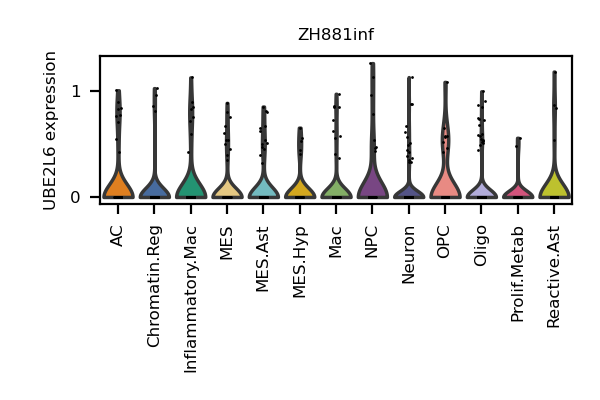 ZH881inf
UBE2L6 expression
1
0
AC
Chromatin.Reg
Inflammatory.Mac
MES
MES.Ast
MES.Hyp
Mac
NPC
Neuron
OPC
Oligo
Prolif.Metab
Reactive.Ast